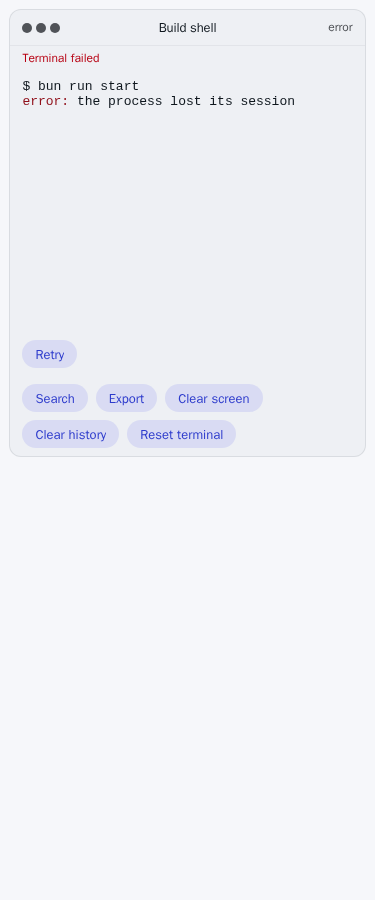 Build shell
error
Terminal failed
$ bun run start
error: the process lost its session
Retry
Search
Export
Clear screen
Clear history
Reset terminal